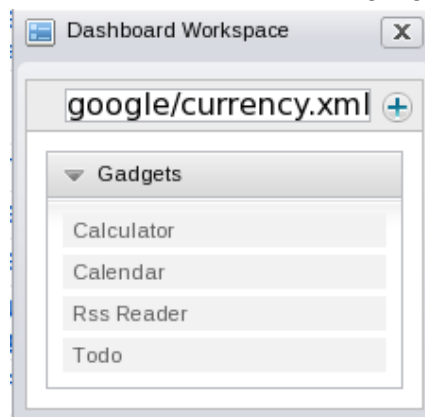 Dashboard Workspace
google/currency.xml
Gadgets
Calculator
Calendar
Rss Reader
Todo